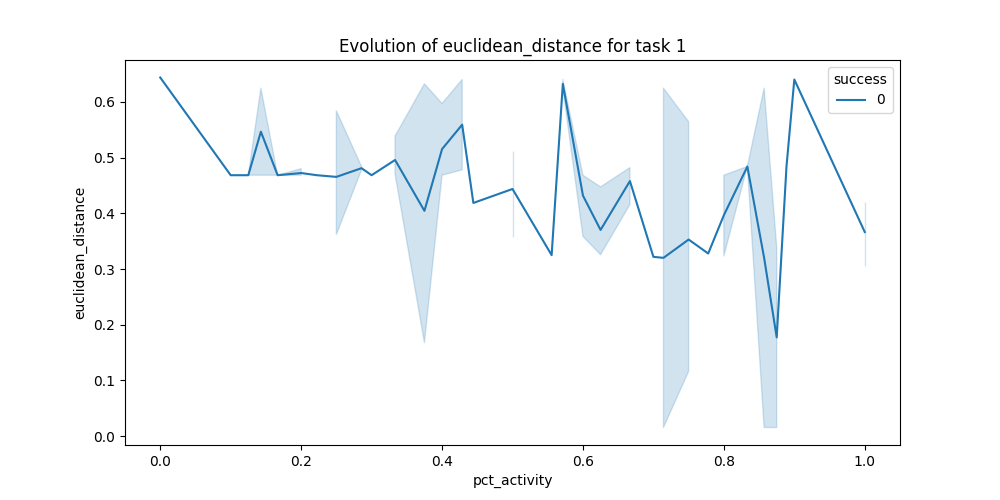 Evolution of euclidean_distance for task 1
success
0
euclidean_distance
0.6
0.5
0.4
0.3
0.2
0.1
0.0
0.0 0.2 0.4 0.6 0.8 1.0
pct_activity